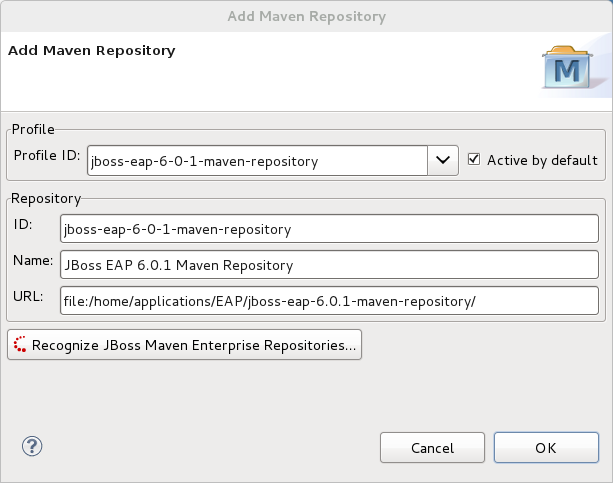 Add Maven Repository
Add Maven Repository
M
Profile
Profile ID: jboss-eap-6-0-1-maven-repository Active by default
Repository
ID: jboss-eap-6-0-1-maven-repository
Name: JBoss EAP 6.0.1 Maven Repository
URL: file:/home/applications/EAP/jboss-eap-6.0.1-maven-repository/
Recognize JBoss Maven Enterprise Repositories...
? Cancel OK